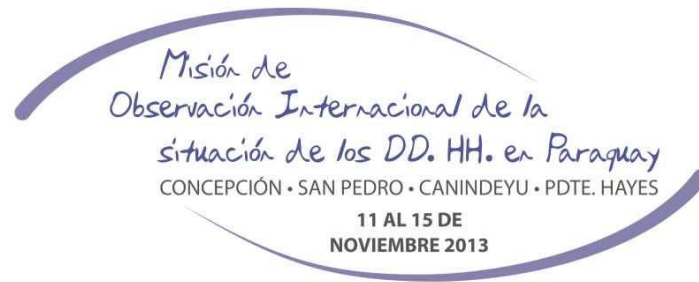 Misión de
Observación Internacional de la
situación de los DD. HH. en Paraguay
CONCEPCIÓN • SAN PEDRO • CANINDEYU • PDTE. HAYES
11 AL 15 DE
NOVIEMBRE 2013